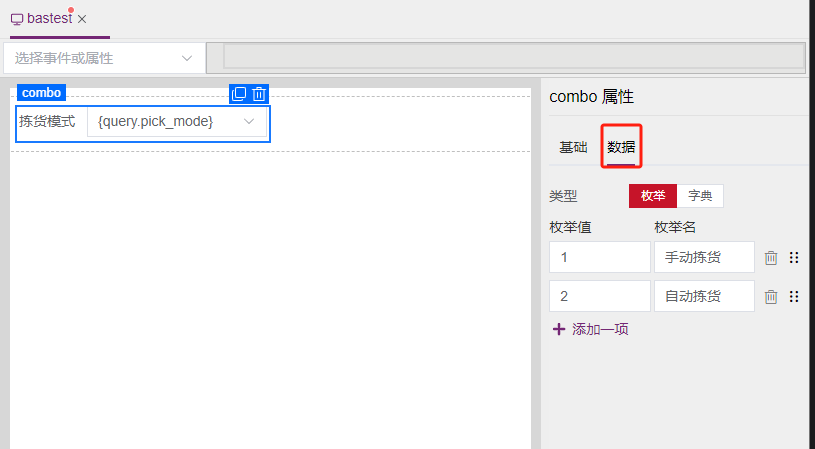 bastest
选择事件或属性
combo
拣货模式 {query.pick_mode}
combo 属性
基础 数据
类型 枚举 字典
枚举值 枚举名
1 手动拣货
2 自动拣货
添加一项